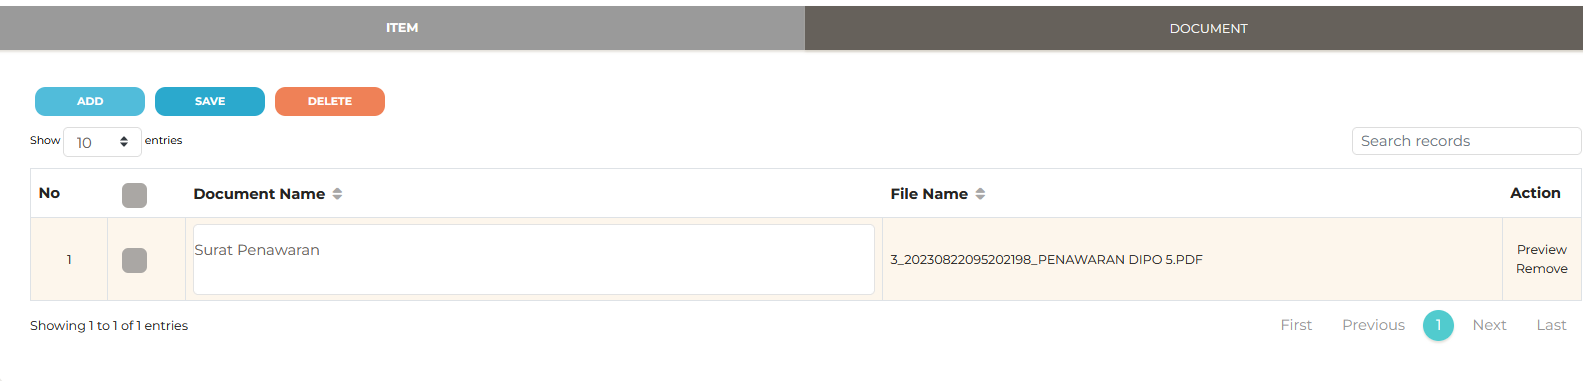 ITEM DOCUMENT
ADD SAVE DELETE
Show 10 entries Search records
No Document Name File Name Action
1 Surat Penawaran 3_20230822095202198_PENAWARAN DIPO 5.PDF Preview
Remove
Showing 1 to 1 of 1 entries First Previous 1 Next Last